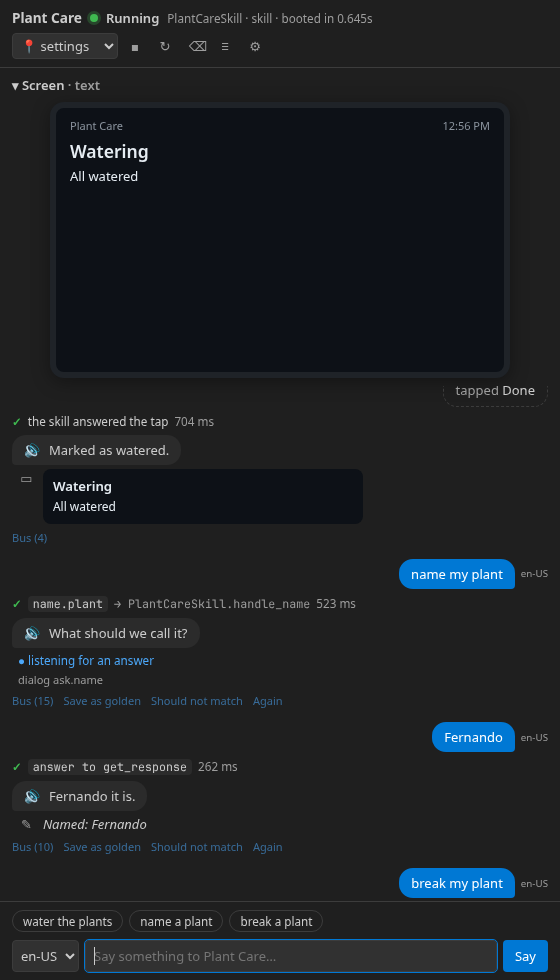 Plant Care Running PlantCareSkill · skill · booted in 0.645s
settings
Screen · text
Plant Care 12:56 PM
Watering
All watered
tapped Done
✓ the skill answered the tap 704 ms
Marked as watered.
Watering
All watered
Bus (4)
name my plant en-US
✓ name.plant → PlantCareSkill.handle_name 523 ms
What should we call it?
● listening for an answer
dialog ask.name
Bus (15) Save as golden Should not match Again
Fernando en-US
✓ answer to get_response 262 ms
Fernando it is.
✎ Named: Fernando
Bus (10) Save as golden Should not match Again
break my plant en-US
water the plants name a plant break a plant
en-US Say something to Plant Care... Say